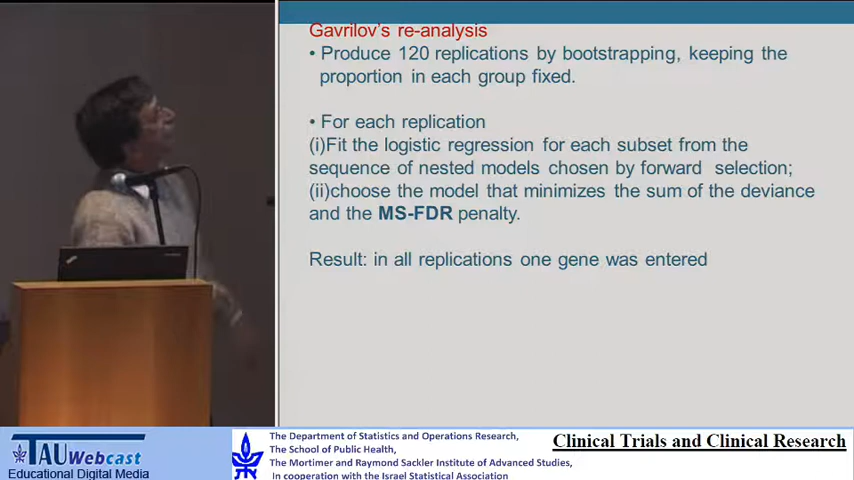 Gavrilov's re-analysis
• Produce 120 replications by bootstrapping, keeping the
proportion in each group fixed.
• For each replication
(i)Fit the logistic regression for each subset from the
sequence of nested models chosen by forward selection;
(ii)choose the model that minimizes the sum of the deviance
and the MS-FDR penalty.
Result: in all replications one gene was entered
TAU Webcast
Educational Digital Media
The Department of Statistics and Operations Research,
The School of Public Health,
The Mortimer and Raymond Sackler Institute of Advanced Studies,
In cooperation with the Israel Statistical Association
Clinical Trials and Clinical Research